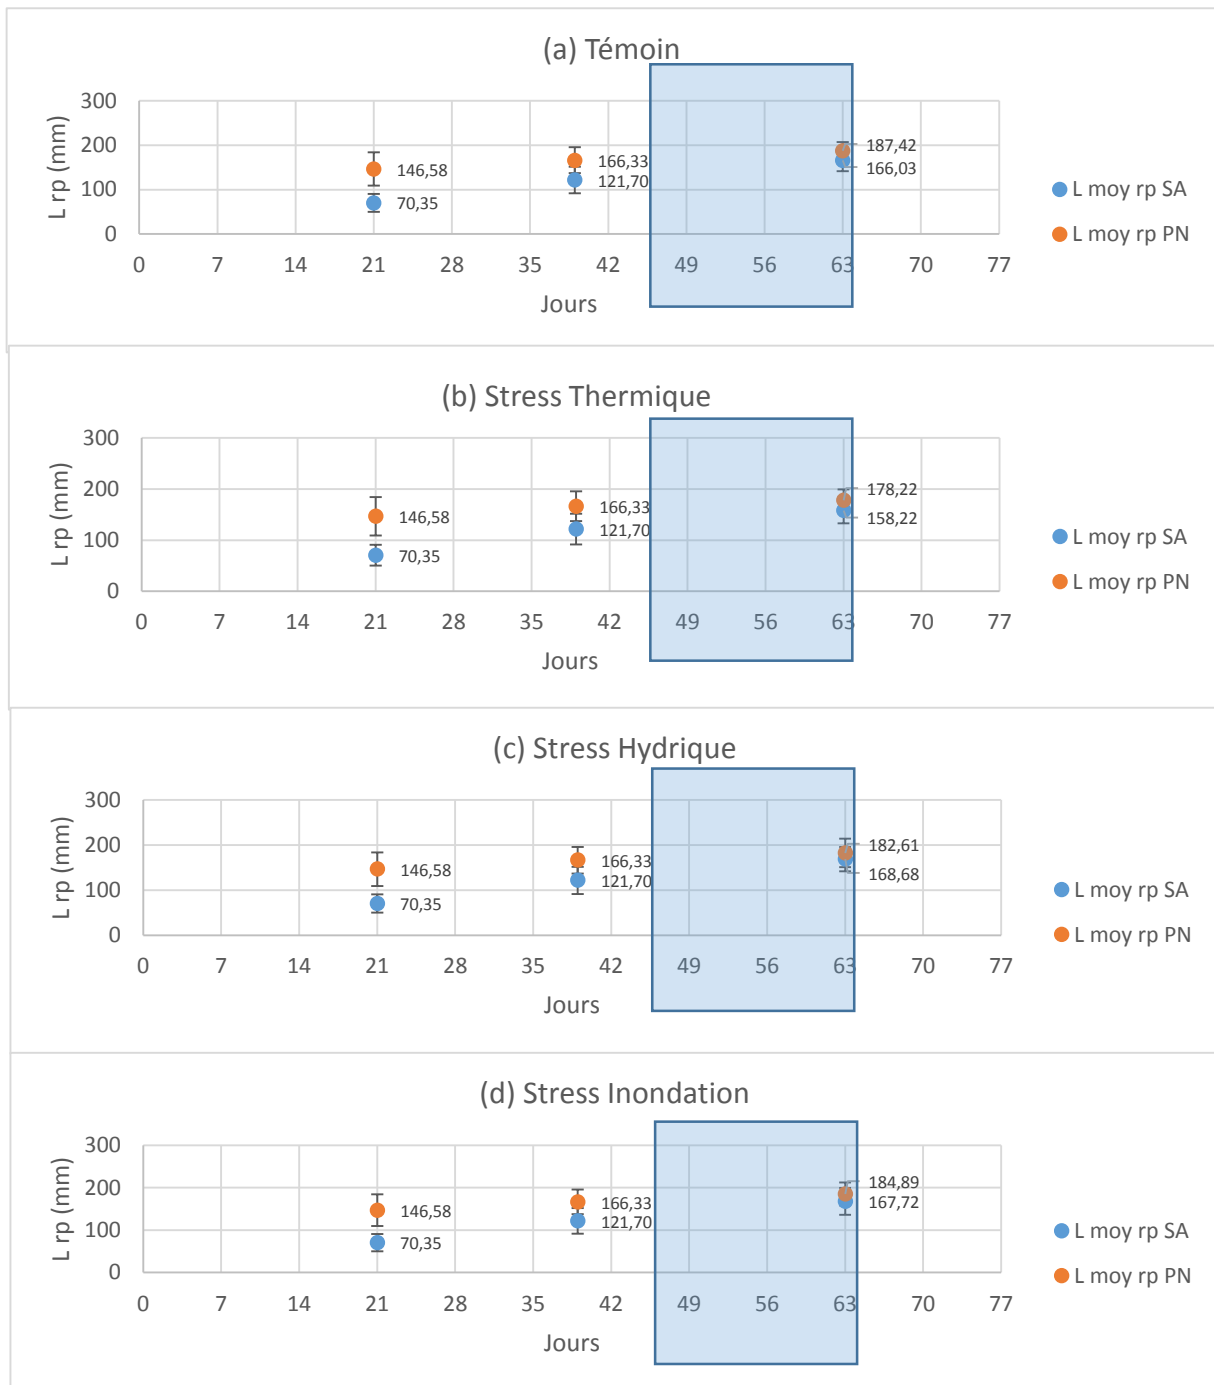 (a) Témoin
300
200
100
0
L rp (mm)
146,58
70,35
166,33
121,70
187,42
166,03
0 7 14 21 28 35 42 49 56 63 70 77
Jours
L moy rp SA
L moy rp PN
(b) Stress Thermique
300
200
100
0
L rp (mm)
146,58
70,35
166,33
121,70
178,22
158,22
0 7 14 21 28 35 42 49 56 63 70 77
Jours
L moy rp SA
L moy rp PN
(c) Stress Hydrique
300
200
100
0
L rp (mm)
146,58
70,35
166,33
121,70
182,61
168,68
0 7 14 21 28 35 42 49 56 63 70 77
Jours
L moy rp SA
L moy rp PN
(d) Stress Inondation
300
200
100
0
L rp (mm)
146,58
70,35
166,33
121,70
184,89
167,72
0 7 14 21 28 35 42 49 56 63 70 77
Jours
L moy rp SA
L moy rp PN